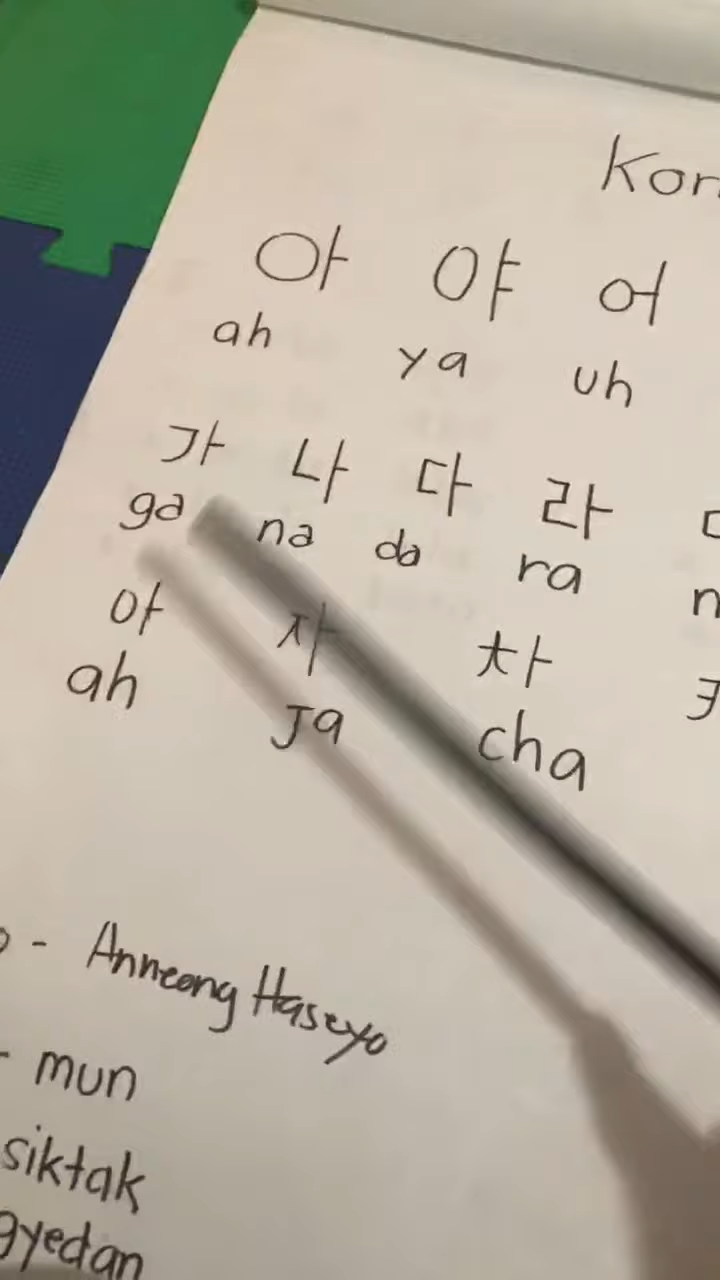 Kor
아 야 어
ah ya uh
가 나 다 라
ga na da ra
아 자 차
ah Ja cha
- Anneong Haseyo
- mun
siktak
gyedan